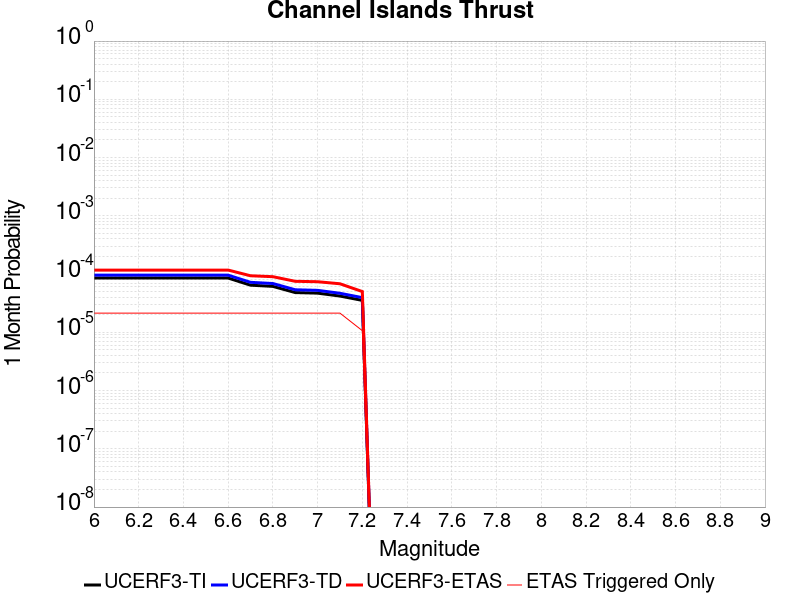 Channel Islands Thrust
10^0
10^-1
10^-2
10^-3
10^-4
10^-5
10^-6
10^-7
10^-8
1 Month Probability
6 6.2 6.4 6.6 6.8 7 7.2 7.4 7.6 7.8 8 8.2 8.4 8.6 8.8 9
Magnitude
UCERF3-TI UCERF3-TD UCERF3-ETAS ETAS Triggered Only